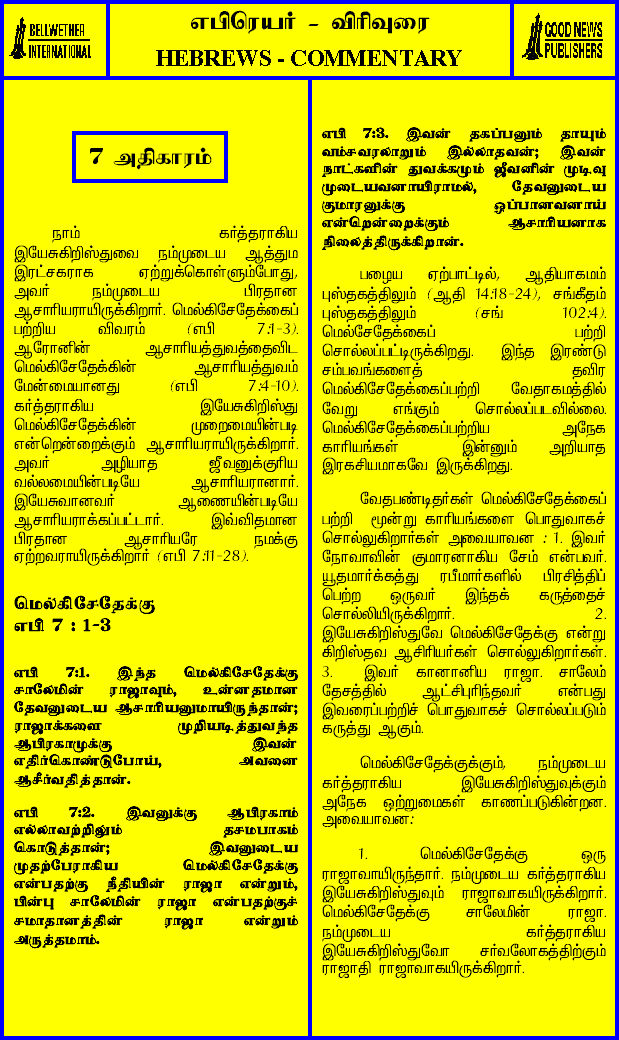 BELLWETHER
INTERNATIONAL
எபிரெயர் - விரிவுரை
HEBREWS - COMMENTARY
GOOD NEWS
PUBLISHERS
7 அதிகாரம்
நாம் கர்த்தராகிய
இயேசுகிறிஸ்துவை நம்முடைய ஆத்தும
இரட்சகராக ஏற்றுக்கொள்ளும்போது,
அவர் நம்முடைய பிரதான
ஆசாரியராயிருக்கிறார். மெல்கிசேதேக்கைப்
பற்றிய விவரம் (எபி 7:1-3).
ஆரோனின் ஆசாரியத்துவத்தைவிட
மெல்கிசேதேக்கின் ஆசாரியத்துவம்
மேன்மையானது (எபி 7:4-10).
கர்த்தராகிய இயேசுகிறிஸ்து
மெல்கிசேதேக்கின் முறைமையின்படி
என்றென்றைக்கும் ஆசாரியராயிருக்கிறார்.
அவர் அழியாத ஜீவனுக்குரிய
வல்லமையின்படியே ஆசாரியரானார்.
இயேசுவானவர் ஆணையின்படியே
ஆசாரியராக்கப்பட்டார். இவ்விதமான
பிரதான ஆசாரியரே நமக்கு
ஏற்றவராயிருக்கிறார் (எபி 7:11-28).
மெல்கிசேதேக்கு
எபி 7 : 1-3
எபி 7:1. இந்த மெல்கிசேதேக்கு
சாலேமின் ராஜாவும், உன்னதமான
தேவனுடைய ஆசாரியனுமாயிருந்தான்;
ராஜாக்களை முறியடித்துவந்த
ஆபிரகாமுக்கு இவன்
எதிர்கொண்டுபோய், அவனை
ஆசீர்வதித்தான்.
எபி 7:2. இவனுக்கு ஆபிரகாம்
எல்லாவற்றிலும் தசமபாகம்
கொடுத்தான்; இவனுடைய
முதற்பேராகிய மெல்கிசேதேக்கு
என்பதற்கு நீதியின் ராஜா என்றும்,
பின்பு சாலேமின் ராஜா என்பதற்குச்
சமாதானத்தின் ராஜா என்றும்
அருத்தமாம்.
எபி 7:3. இவன் தகப்பனும் தாயும்
வம்சவரலாறும் இல்லாதவன்; இவன்
நாட்களின் துவக்கமும் ஜீவனின் முடிவு
முடையவனாயிராமல், தேவனுடைய
குமாரனுக்கு ஒப்பானவனாய்
என்றென்றைக்கும் ஆசாரியனாக
நிலைத்திருக்கிறான்.
பழைய ஏற்பாட்டில், ஆதியாகமம்
புஸ்தகத்திலும் (ஆதி 14:18-24), சங்கீதம்
புஸ்தகத்திலும் (சங் 102:4).
மெல்சேதேக்கைப் பற்றி
சொல்லப்பட்டிருக்கிறது. இந்த இரண்டு
சம்பவங்களைத் தவிர
மெல்கிசேதேக்கைப்பற்றி வேதாகமத்தில்
வேறு எங்கும் சொல்லப்படவில்லை.
மெல்கிசேதேக்கைப்பற்றிய அநேக
காரியங்கள் இன்னும் அறியாத
இரகசியமாகவே இருக்கிறது.
வேதபண்டிதர்கள் மெல்கிசேதேக்கைப்
பற்றி மூன்று காரியங்களை பொதுவாகச்
சொல்லுகிறார்கள் அவையாவன : 1. இவர்
நோவாவின் குமாரனாகிய சேம் என்பவர்.
யூதமார்க்கத்து ரபீமார்களில் பிரசித்திப்
பெற்ற ஒருவர் இந்தக் கருத்தைச்
சொல்லியிருக்கிறார். 2.
இயேசுகிறிஸ்துவே மெல்கிசேதேக்கு என்று
கிறிஸ்தவ ஆசிரியர்கள் சொல்லுகிறார்கள்.
3. இவர் கானானிய ராஜா. சாலேம்
தேசத்தில் ஆட்சிபுரிந்தவர் என்பது
இவரைப்பற்றிச் பொதுவாகச் சொல்லப்படும்
கருத்து ஆகும்.
மெல்கிசேதேக்குக்கும், நம்முடைய
கர்த்தராகிய இயேசுகிறிஸ்துவுக்கும்
அநேக ஒற்றுமைகள் காணப்படுகின்றன.
அவையாவன:
1. மெல்கிசேதேக்கு ஒரு
ராஜாவாயிருந்தார். நம்முடைய கர்த்தராகிய
இயேசுகிறிஸ்துவும் ராஜாவாகயிருக்கிறார்.
மெல்கிசேதேக்கு சாலேமின் ராஜா.
நம்முடைய கர்த்தராகிய
இயேசுகிறிஸ்துவோ சர்வலோகத்திற்கும்
ராஜாதி ராஜாவாகயிருக்கிறார்.